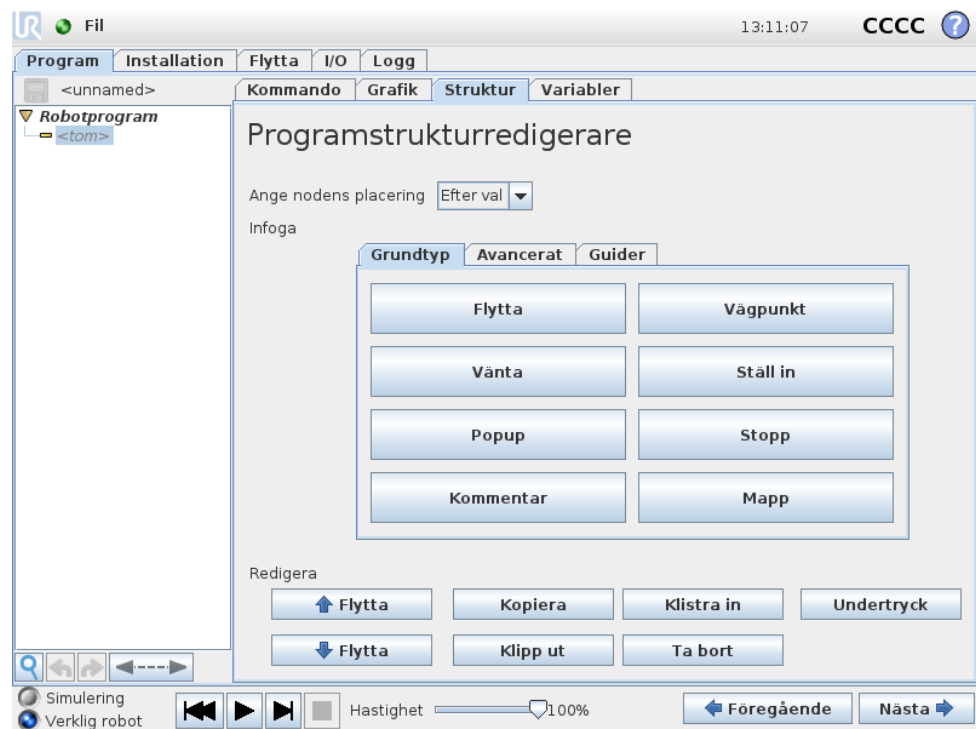 UR Fil 13:11:07 CCCC ?
Program Installation Flytta I/O Logg
<unnamed> Kommando Grafik Struktur Variabler
Robotprogram
<tom>
Programstrukturredigerare
Ange nodens placering Efter val
Infoga
Grundtyp Avancerat Guider
Flytta Vägpunkt
Vänta Ställ in
Popup Stopp
Kommentar Mapp
Redigera
Flytta Kopiera Klistra in Undertryck
Flytta Klipp ut Ta bort
Simulering
Verklig robot
Hastighet 100% Föregående Nästa